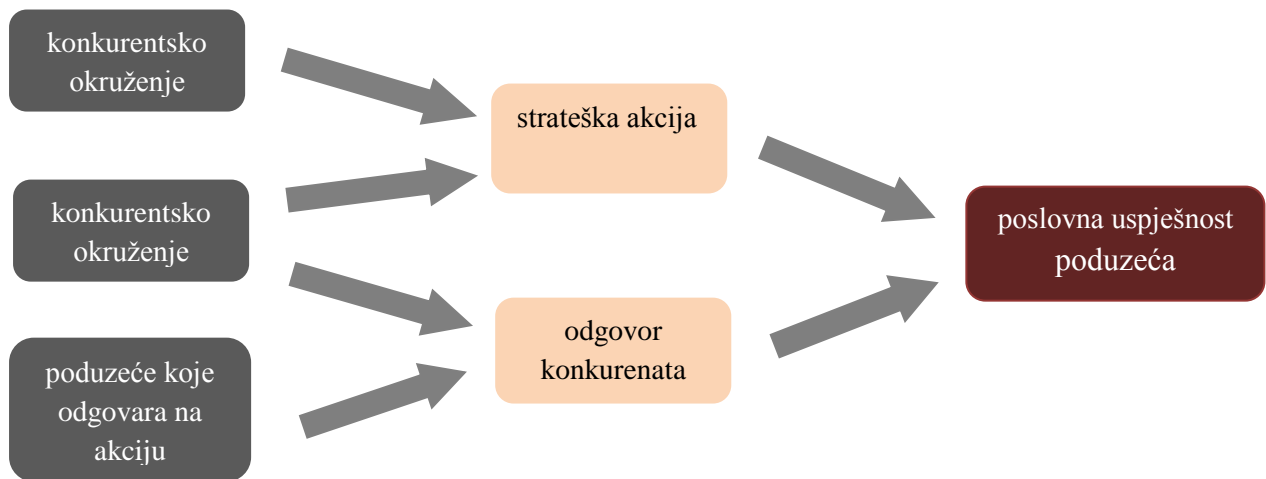 konkurentsko
okruženje
strateška akcija
konkurentsko
okruženje
poslovna uspješnost
poduzeća
odgovor
konkurenata
poduzeće koje
odgovara na
akciju